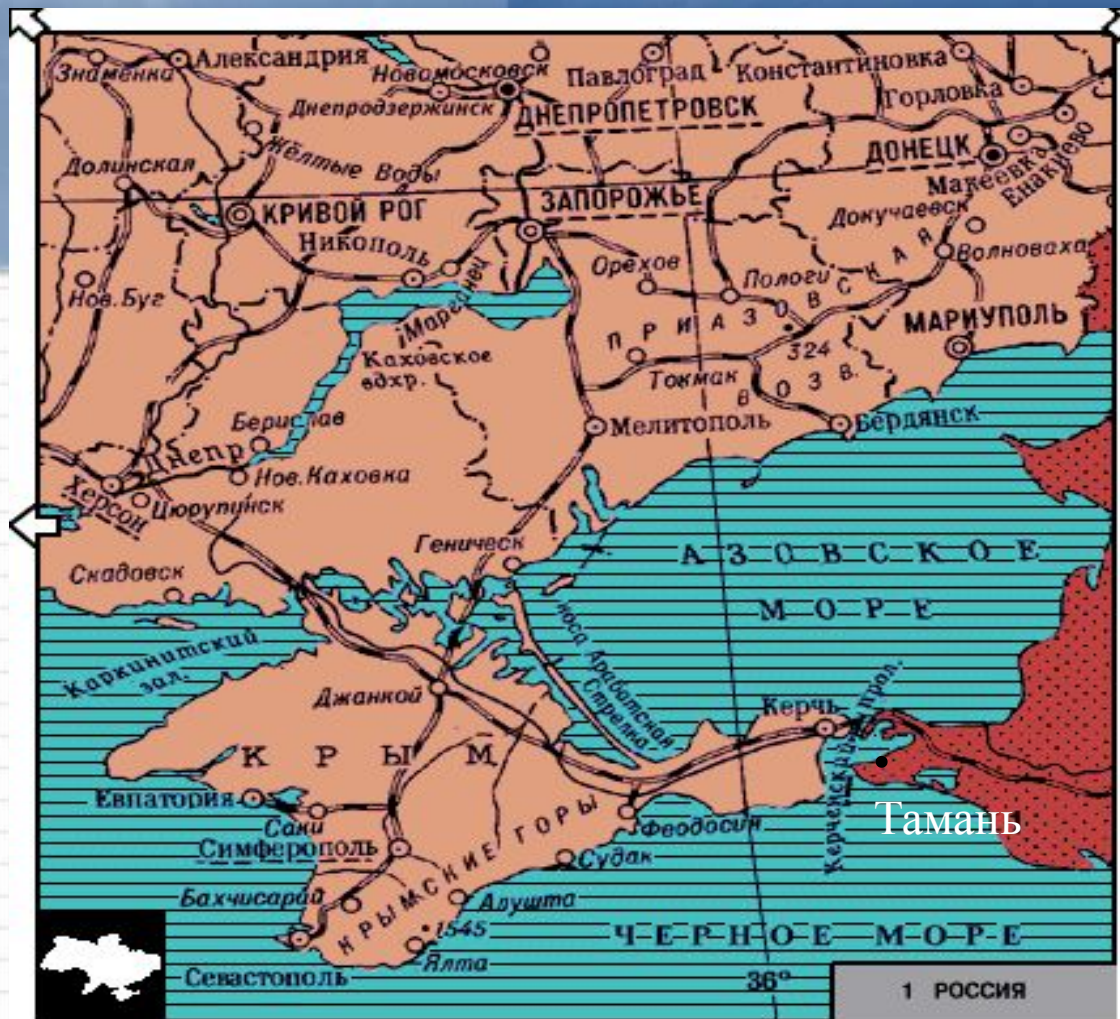 Знаменка
Александрия
Новомосковск
Павлоград
Константиновка
Днепродзержинск
Горловка
ДНЕПРОПЕТРОВСК
Жёлтые Воды
ДОНЕЦК
Макеевка
Енакиево
Долинская
КРИВОЙ РОГ
ЗАПОРОЖЬЕ
Докучаевск
Никополь
Марганец
Орехов
Пологи
Волноваха
Нов.Буг
ПРИАЗОВСКАЯ
ВОЗВ.
324
МАРИУПОЛЬ
Каховское
вдхр.
Токмак
Берислав
Мелитополь
Бердянск
Днепр
Нов.Каховка
Херсон
Цюрупинск
Геническ
АЗОВСКОЕ
МОРЕ
Скадовск
коса Арабатская
Стрелка
Каркинитский
зал.
Джанкой
Керчь
Керченский прол.
КРЫМ
Евпатория
Саки
Феодосия
Тамань
Симферополь
КРЫМСКИЕ ГОРЫ
Судак
Бахчисарай
Алушта
1545
ЧЕРНОЕ МОРЕ
Ялта
Севастополь
36°
1 РОССИЯ